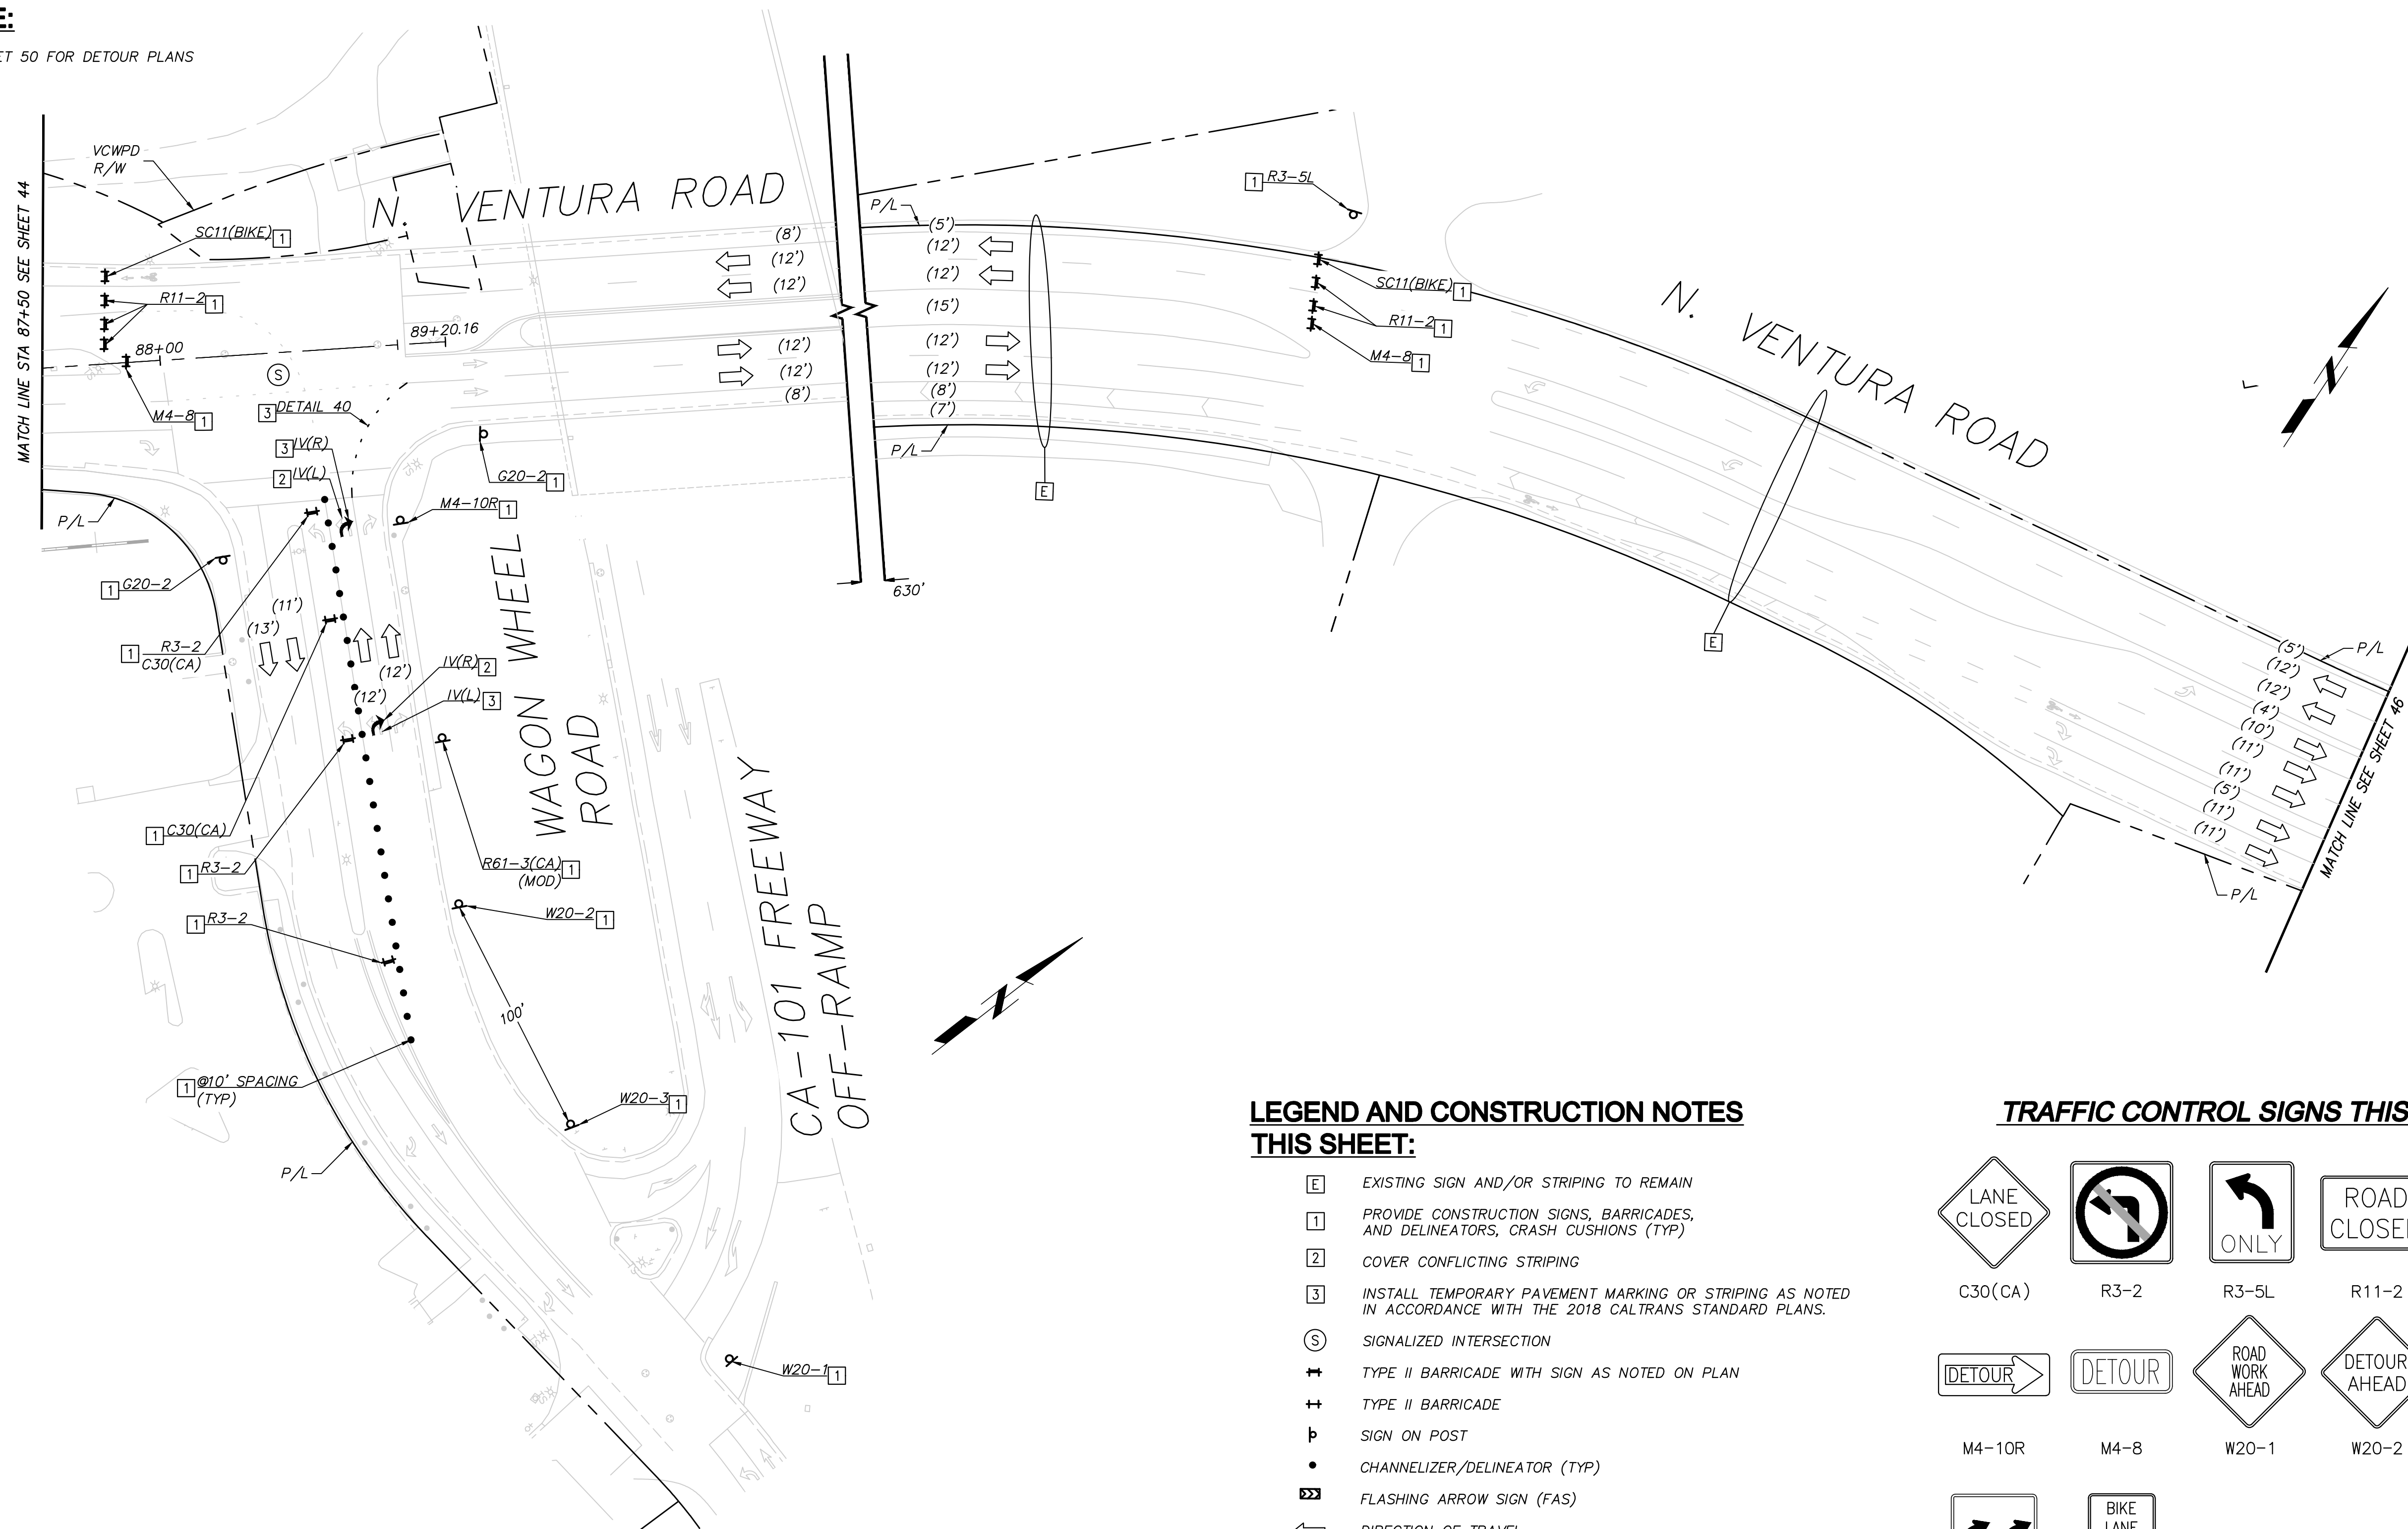 E:
ET 50 FOR DETOUR PLANS
MATCH LINE STA 87+50 SEE SHEET 44
VCWPD
R/W
N. VENTURA ROAD
SC11(BIKE) 1
R11-2 1
88+00
89+20.16
S
M4-8 1
3 DETAIL 40
3 IV(R)
2 IV(L)
G20-2 1
M4-10R 1
P/L
1 G20-2
1 R3-2
C30(CA)
(11')
(13')
(12')
(12')
IV(R) 2
IV(L) 3
WAGON WHEEL
ROAD
1 C30(CA)
1 R3-2
R61-3(CA) 1
(MOD)
1 R3-2
W20-2 1
100'
1 @10' SPACING
(TYP)
W20-3 1
P/L
CA-101 FREEWAY
OFF-RAMP
W20-1 1
(8')
(12')
(12')
(12')
(12')
(8')
630'
P/L
(5')
(12')
(12')
(15')
(12')
(12')
(8')
(7')
P/L
E
1 R3-5L
SC11(BIKE) 1
R11-2 1
M4-8 1
N. VENTURA ROAD
E
N
N
(5')
(12')
(12')
(4')
(10')
(11')
(11')
(5')
(11')
(11')
P/L
P/L
MATCH LINE SEE SHEET 46
LEGEND AND CONSTRUCTION NOTES
THIS SHEET:
E EXISTING SIGN AND/OR STRIPING TO REMAIN
1 PROVIDE CONSTRUCTION SIGNS, BARRICADES,
AND DELINEATORS, CRASH CUSHIONS (TYP)
2 COVER CONFLICTING STRIPING
3 INSTALL TEMPORARY PAVEMENT MARKING OR STRIPING AS NOTED
IN ACCORDANCE WITH THE 2018 CALTRANS STANDARD PLANS.
S SIGNALIZED INTERSECTION
TYPE II BARRICADE WITH SIGN AS NOTED ON PLAN
TYPE II BARRICADE
SIGN ON POST
CHANNELIZER/DELINEATOR (TYP)
FLASHING ARROW SIGN (FAS)
DIRECTION OF TRAVEL
TRAFFIC CONTROL SIGNS THIS
LANE
CLOSED
ONLY
ROAD
CLOSE
C30(CA)
R3-2
R3-5L
R11-2
DETOUR
DETOUR
ROAD
WORK
AHEAD
DETOUR
AHEAD
M4-10R
M4-8
W20-1
W20-2
BIKE
LANE